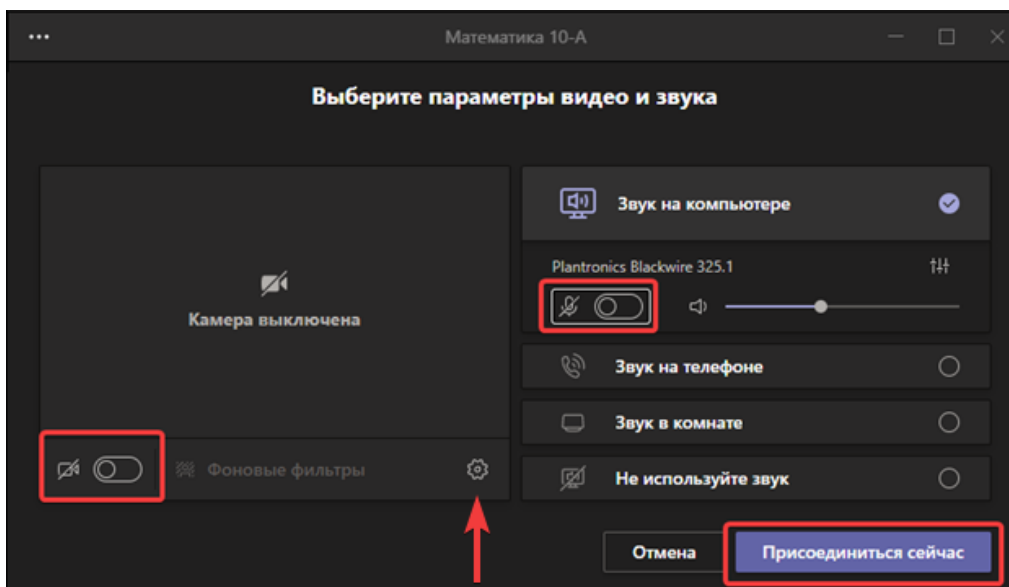 Математика 10-А
Выберите параметры видео и звука
Камера выключена
Фоновые фильтры
Звук на компьютере
Plantronics Blackwire 325.1
Звук на телефоне
Звук в комнате
Не используйте звук
Отмена
Присоединиться сейчас